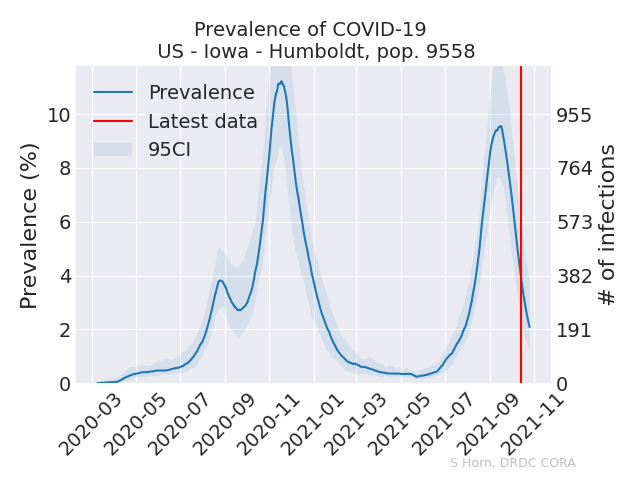 Prevalence of COVID-19
US - Iowa - Humboldt, pop. 9558
Prevalence
Latest data
95CI
Prevalence (%)
10
8
6
4
2
0
955
764
573
382
191
0
# of infections
2020-03
2020-05
2020-07
2020-09
2020-11
2021-01
2021-03
2021-05
2021-07
2021-09
2021-11
S Horn, DRDC CORA